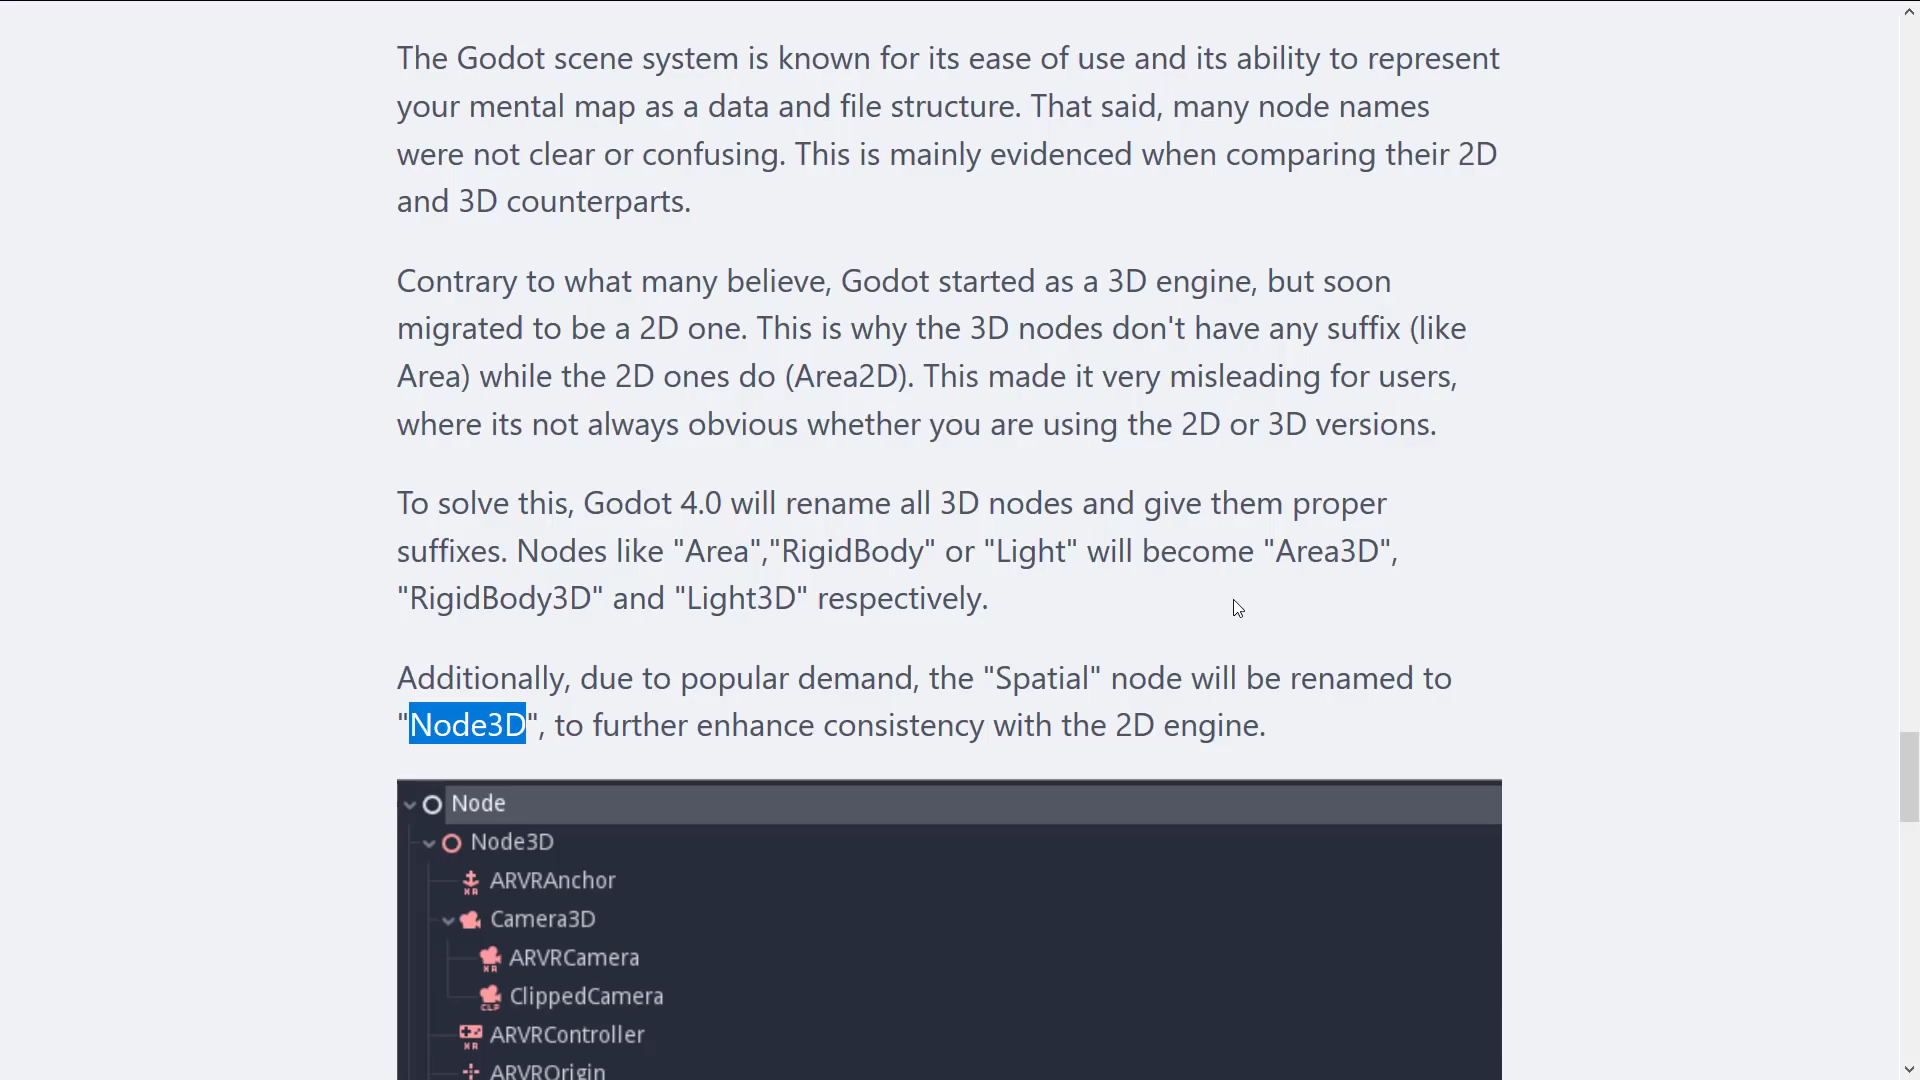 The Godot scene system is known for its ease of use and its ability to represent
your mental map as a data and file structure. That said, many node names
were not clear or confusing. This is mainly evidenced when comparing their 2D
and 3D counterparts.
Contrary to what many believe, Godot started as a 3D engine, but soon
migrated to be a 2D one. This is why the 3D nodes don't have any suffix (like
Area) while the 2D ones do (Area2D). This made it very misleading for users,
where its not always obvious whether you are using the 2D or 3D versions.
To solve this, Godot 4.0 will rename all 3D nodes and give them proper
suffixes. Nodes like "Area","RigidBody" or "Light" will become "Area3D",
"RigidBody3D" and "Light3D" respectively.
Additionally, due to popular demand, the "Spatial" node will be renamed to
"Node3D", to further enhance consistency with the 2D engine.
Node
Node3D
XR ARVRAnchor
Camera3D
XR ARVRCamera
CLP ClippedCamera
XR ARVRController
ARVROrigin